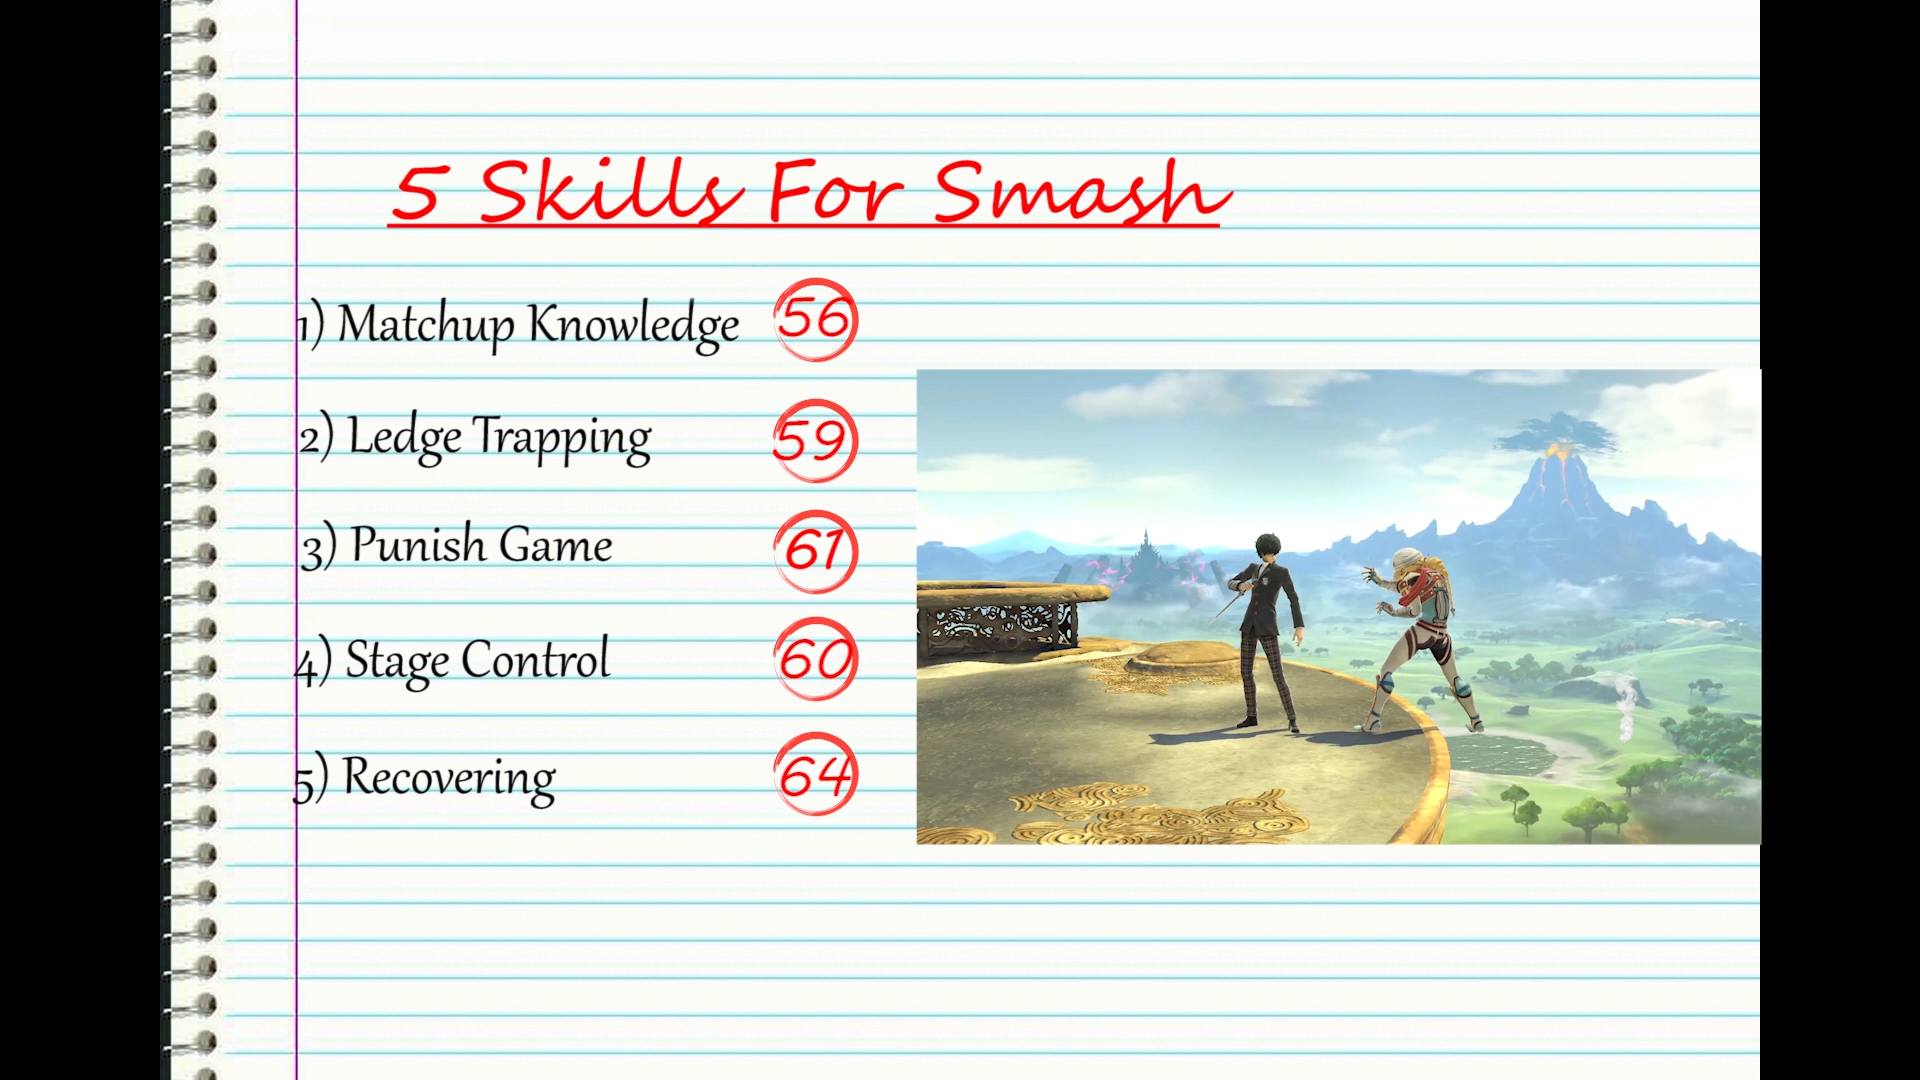 5 Skills For Smash
1) Matchup Knowledge 56
2) Ledge Trapping 59
3) Punish Game 61
4) Stage Control 60
5) Recovering 64